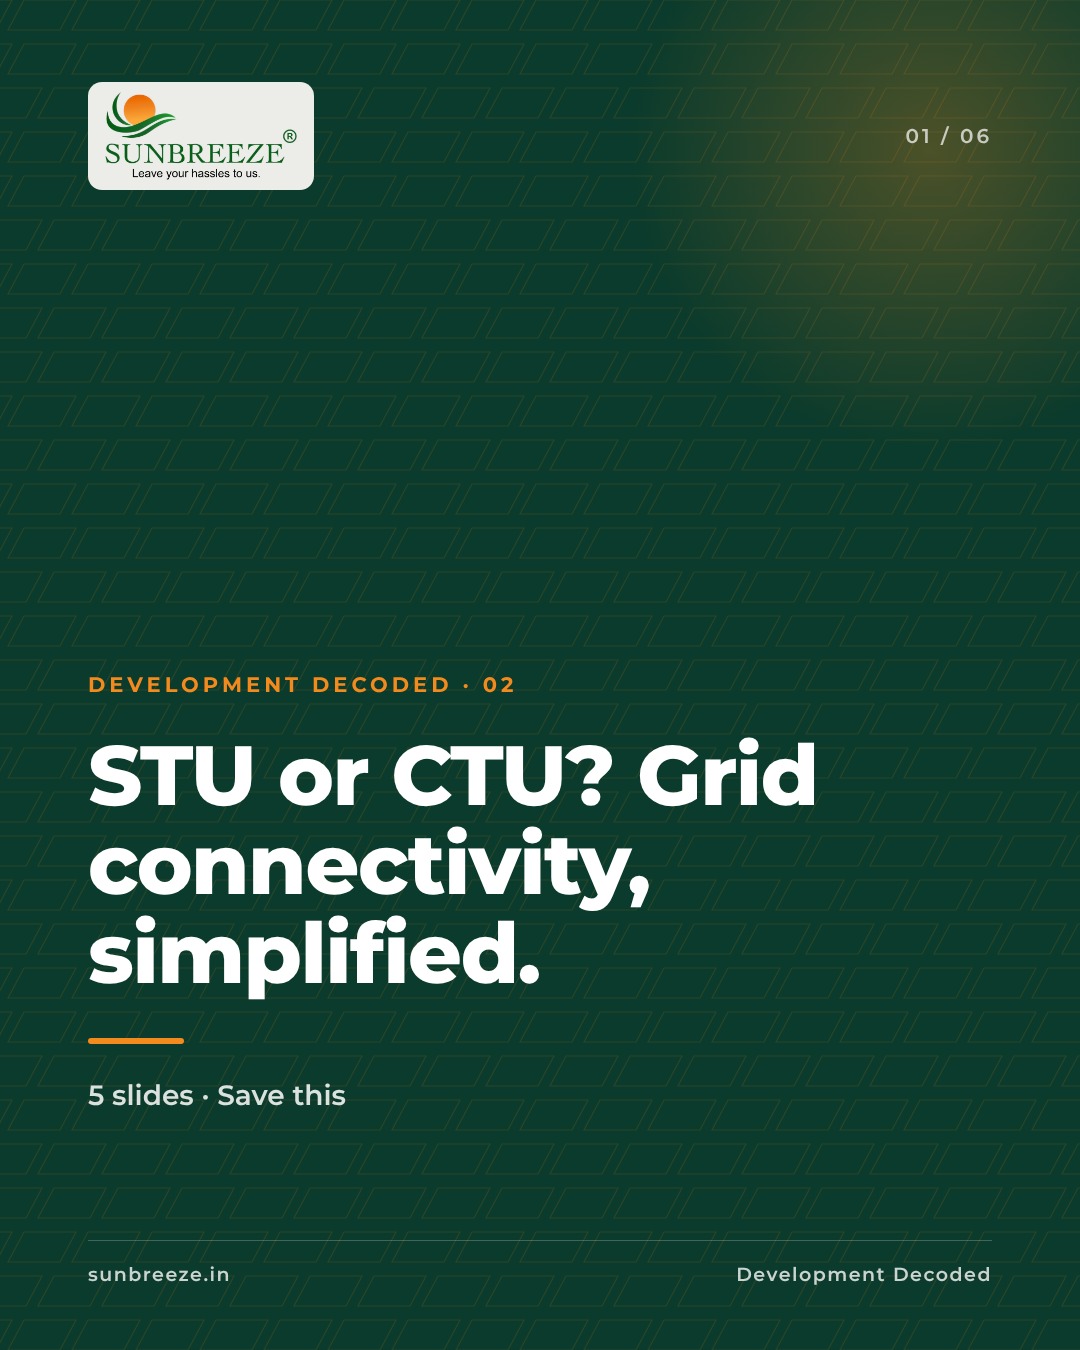 SUNBREEZE®
Leave your hassles to us.
01 / 06
DEVELOPMENT DECODED · 02
STU or CTU? Grid
connectivity,
simplified.
5 slides · Save this
sunbreeze.in
Development Decoded